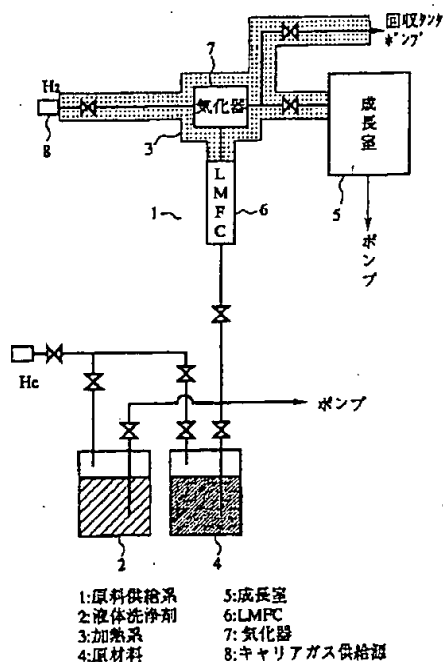 回収タンク
ポンプ
7
H₂
気化器
8
3
成長室
L
M
F
C
1
6
5
ポンプ
He
ポンプ
2
4
1:原料供給系
2:液体洗浄剤
3:加熱系
4:原材料
5:成長室
6:LMFC
7:気化器
8:キャリアガス供給源